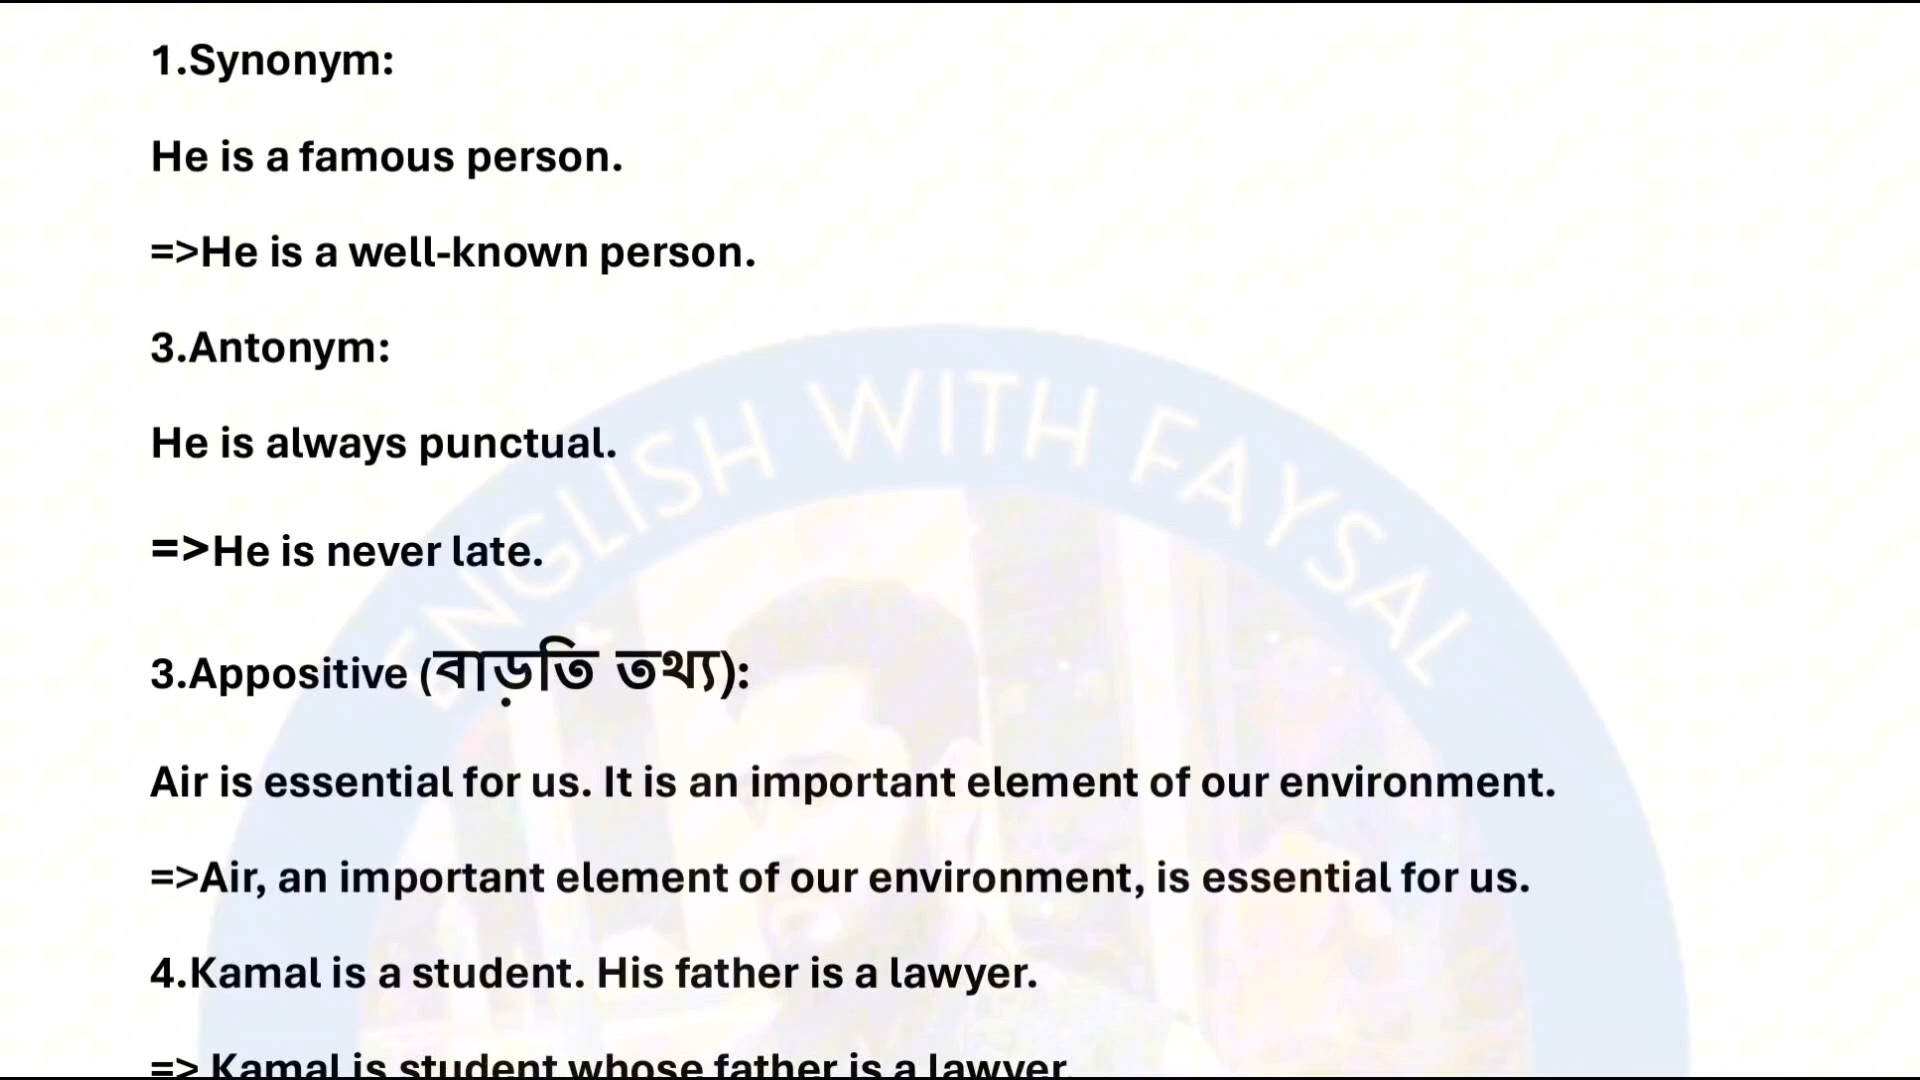 1.Synonym:
He is a famous person.
=>He is a well-known person.
3.Antonym:
He is always punctual.
=>He is never late.
3.Appositive (বাড়তি তথ্য):
Air is essential for us. It is an important element of our environment.
=>Air, an important element of our environment, is essential for us.
4.Kamal is a student. His father is a lawyer.
=> Kamal is student whose father is a lawyer.
ENGLISH WITH FAYSAL